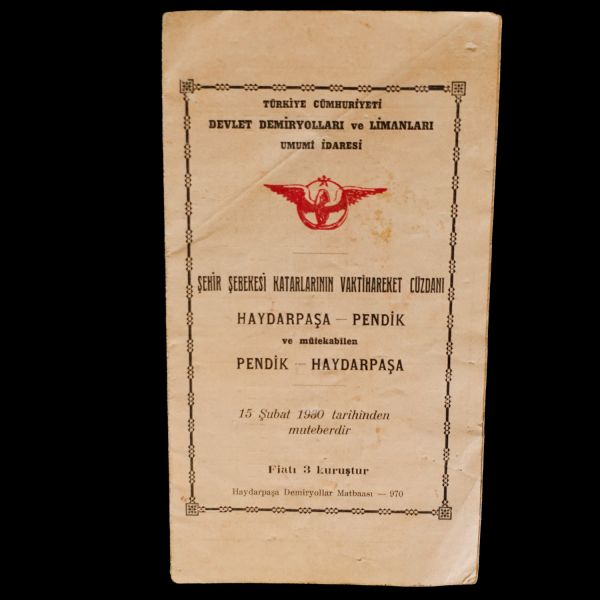 TÜRKİYE CÜMHURİYETİ
DEVLET DEMİRYOLLARI ve LİMANLARI
UMUMİ İDARESİ
ŞEHİR ŞEBEKESİ KATARLARININ VAKTİHAREKET CÜZDANI
HAYDARPAŞA — PENDİK
ve mütekabilen
PENDİK — HAYDARPAŞA
15 Şubat 1930 tarihinden
muteberdir
Fiatı 3 kuruştur
Haydarpaşa Demiryollar Matbaası — 970